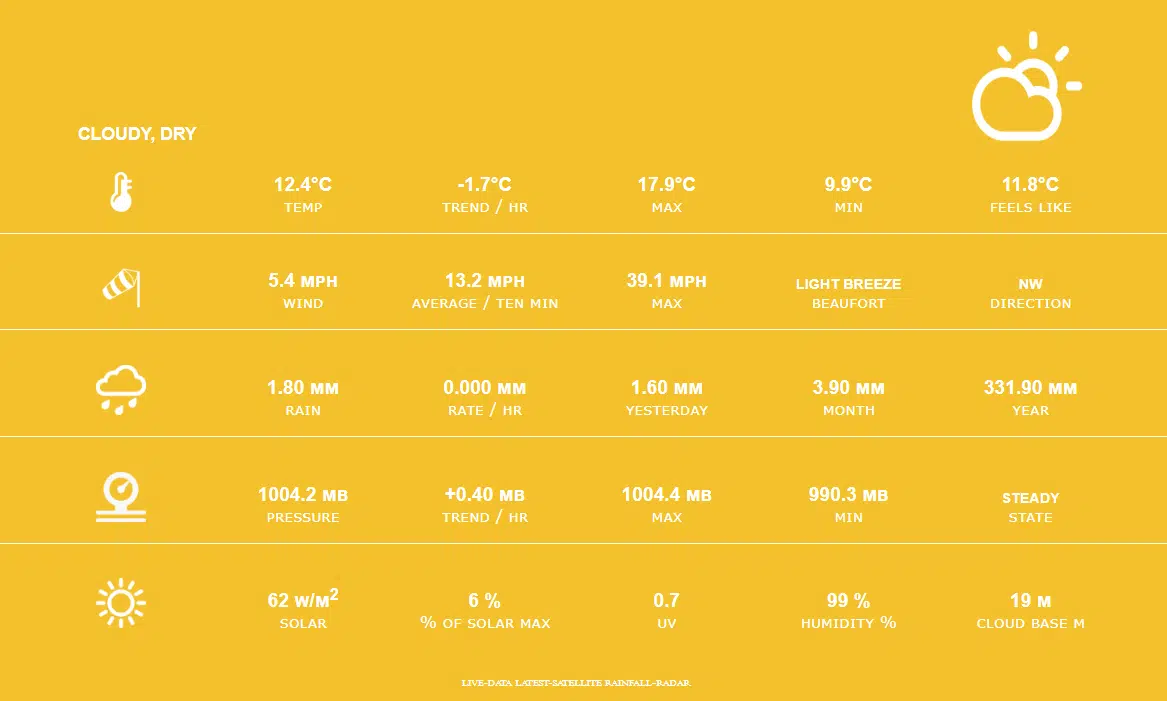 CLOUDY, DRY
12.4°C -1.7°C 17.9°C 9.9°C 11.8°C
TEMP TREND / HR MAX MIN FEELS LIKE
5.4 MPH 13.2 MPH 39.1 MPH LIGHT BREEZE NW
WIND AVERAGE / TEN MIN MAX BEAUFORT DIRECTION
1.80 MM 0.000 MM 1.60 MM 3.90 MM 331.90 MM
RAIN RATE / HR YESTERDAY MONTH YEAR
1004.2 MB +0.40 MB 1004.4 MB 990.3 MB STEADY
PRESSURE TREND / HR MAX MIN STATE
62 W/M² 6 % 0.7 99 % 19 M
SOLAR % OF SOLAR MAX UV HUMIDITY % CLOUD BASE M
LIVE-DATA LATEST-SATELLITE RAINFALL-RADAR